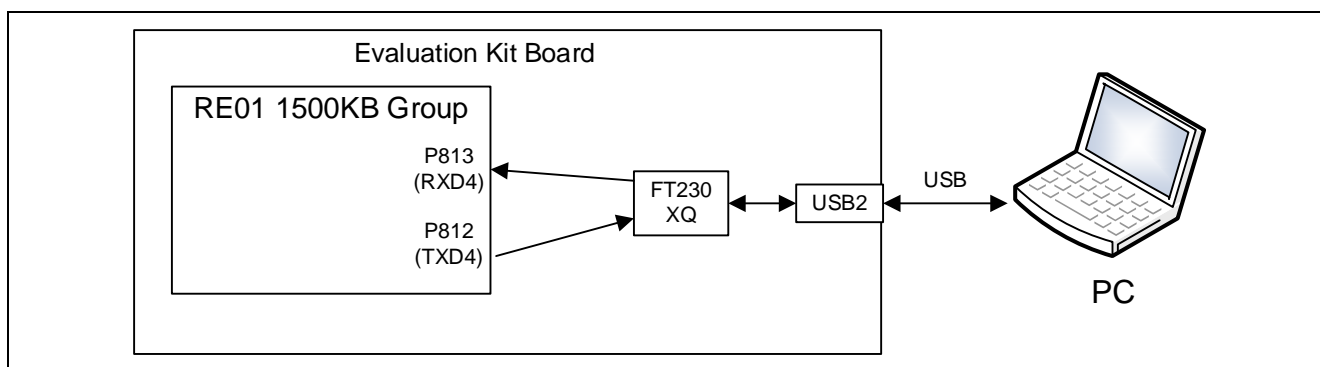 Evaluation Kit Board
RE01 1500KB Group
P813
(RXD4)
P812
(TXD4)
FT230
XQ
USB2
USB
PC